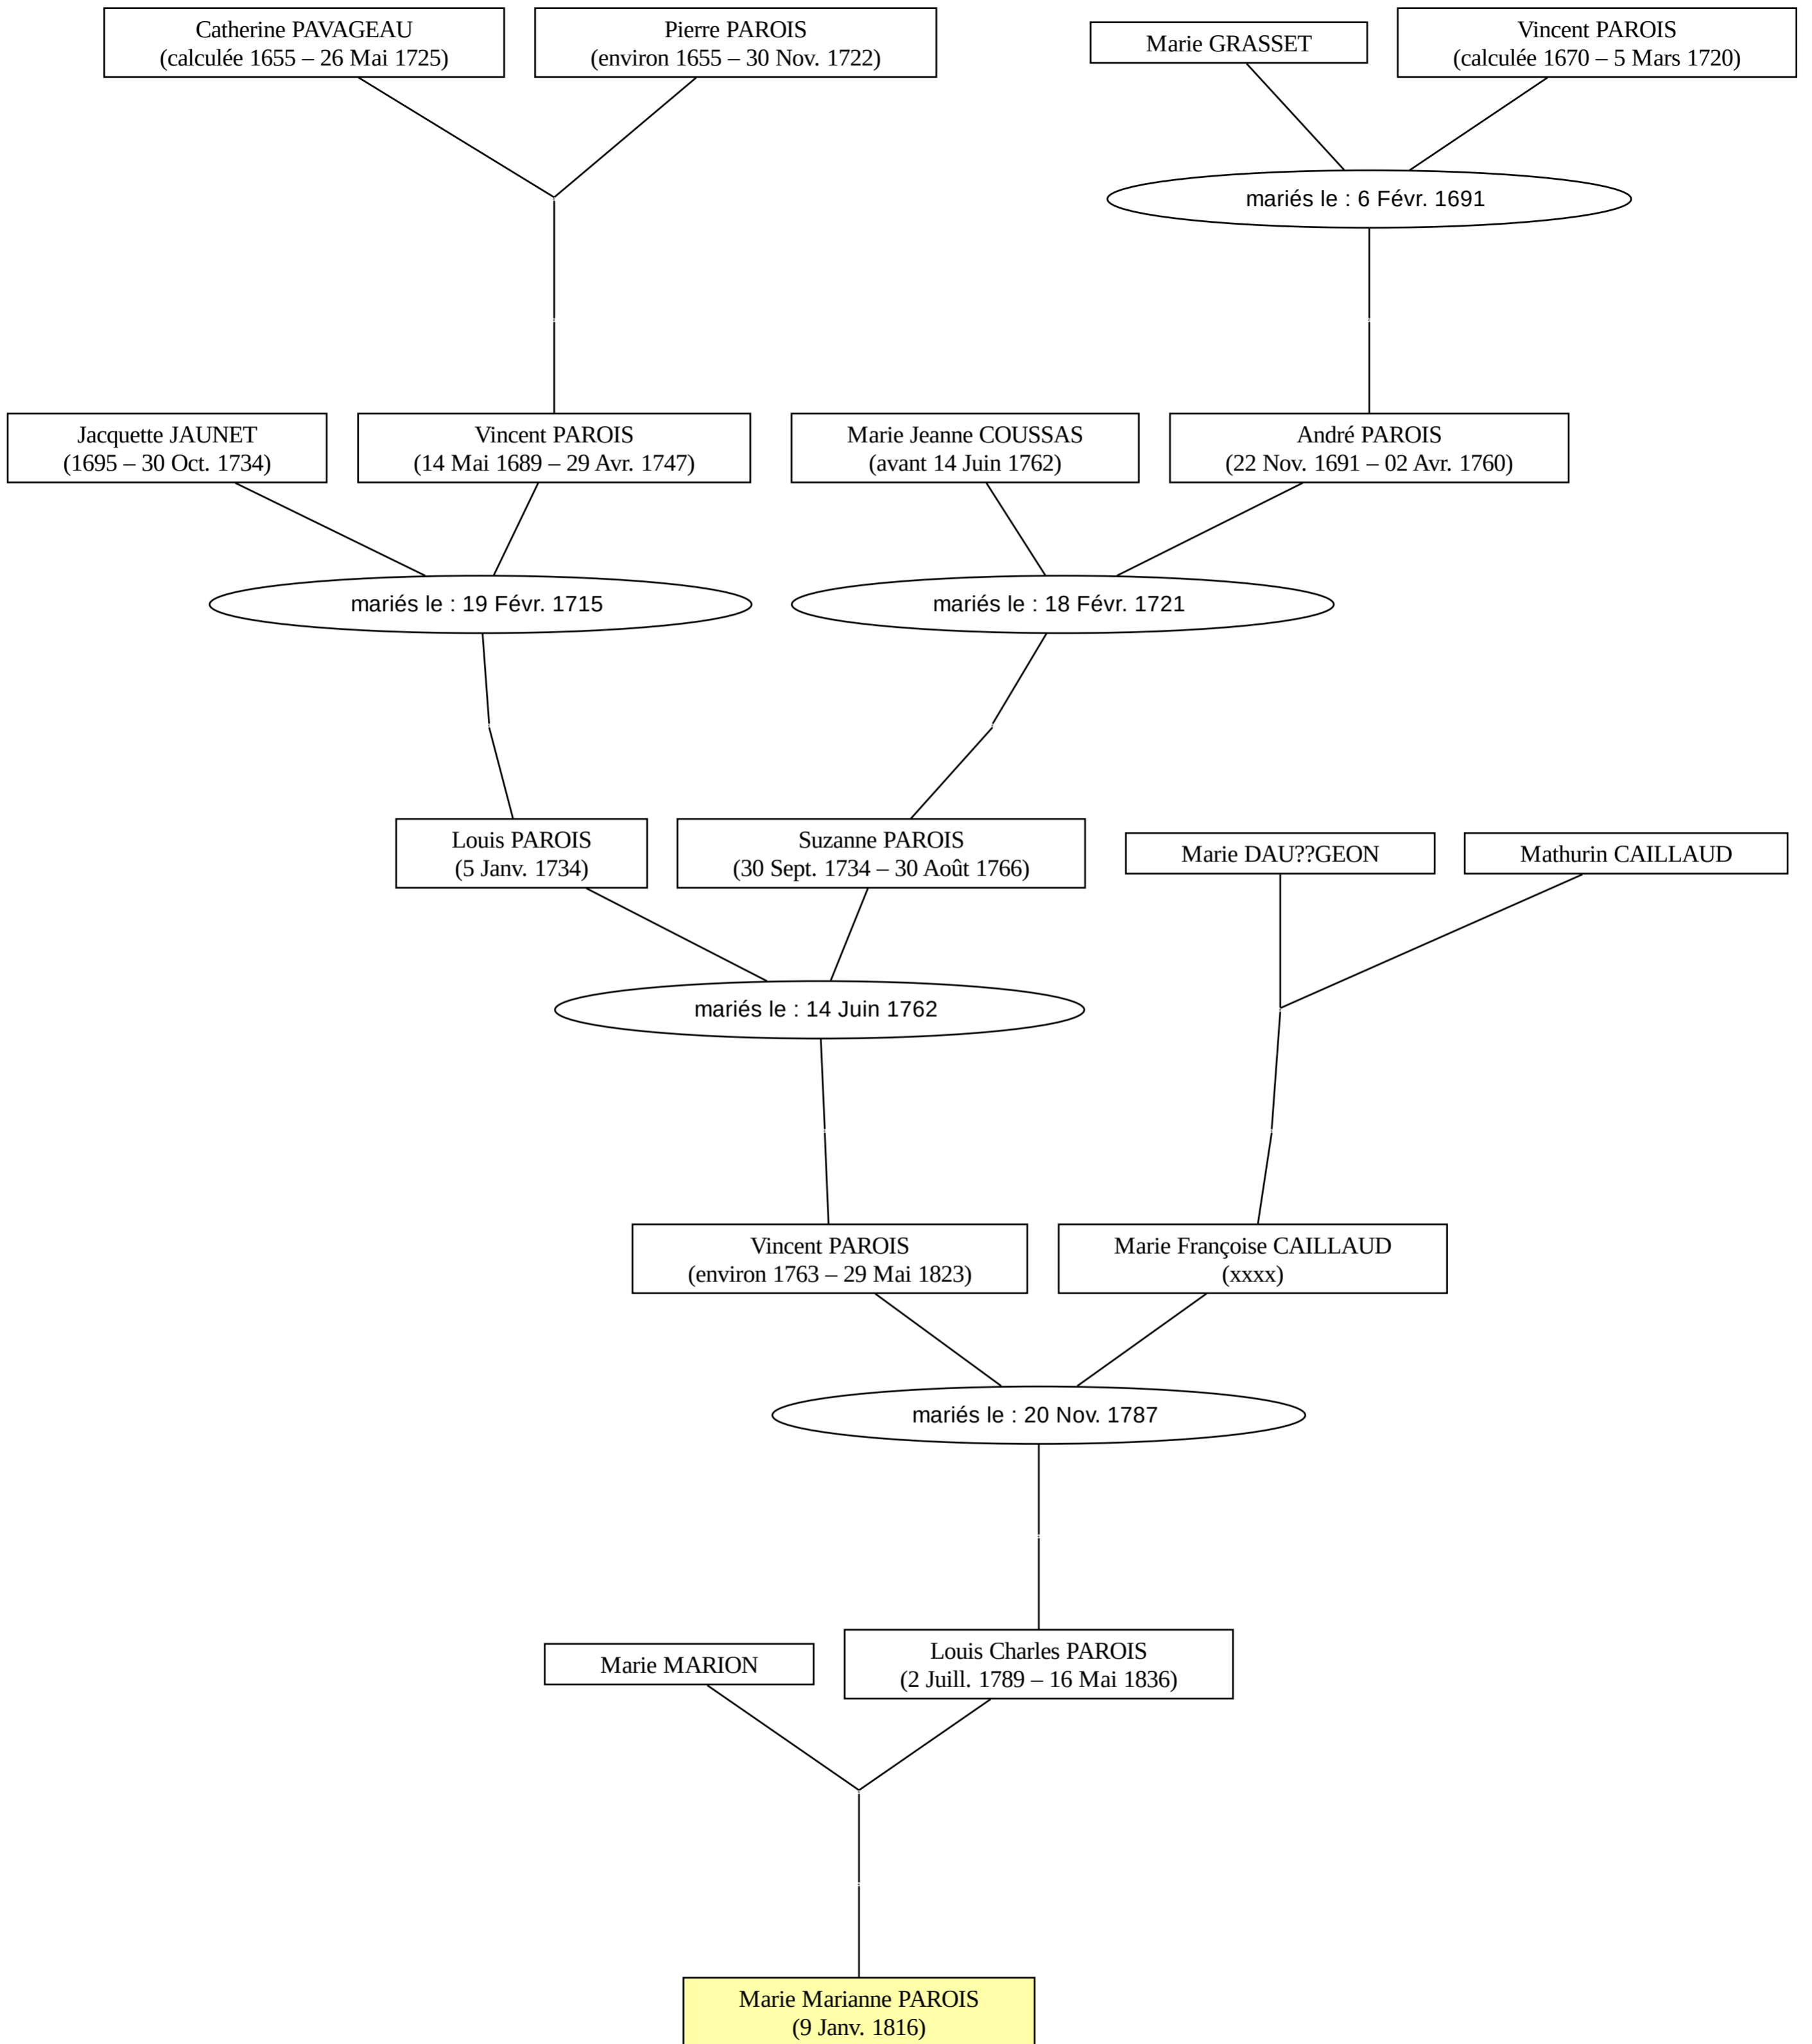 Catherine PAVAGEAU
(calculée 1655 – 26 Mai 1725)
Pierre PAROIS
(environ 1655 – 30 Nov. 1722)
Marie GRASSET
Vincent PAROIS
(calculée 1670 – 5 Mars 1720)
mariés le : 6 Févr. 1691
Jacquette JAUNET
(1695 – 30 Oct. 1734)
Vincent PAROIS
(14 Mai 1689 – 29 Avr. 1747)
Marie Jeanne COUSSAS
(avant 14 Juin 1762)
André PAROIS
(22 Nov. 1691 – 02 Avr. 1760)
mariés le : 19 Févr. 1715
mariés le : 18 Févr. 1721
Louis PAROIS
(5 Janv. 1734)
Suzanne PAROIS
(30 Sept. 1734 – 30 Août 1766)
Marie DAU??GEON
Mathurin CAILLAUD
mariés le : 14 Juin 1762
Vincent PAROIS
(environ 1763 – 29 Mai 1823)
Marie Françoise CAILLAUD
(xxxx)
mariés le : 20 Nov. 1787
Marie MARION
Louis Charles PAROIS
(2 Juill. 1789 – 16 Mai 1836)
Marie Marianne PAROIS
(9 Janv. 1816)